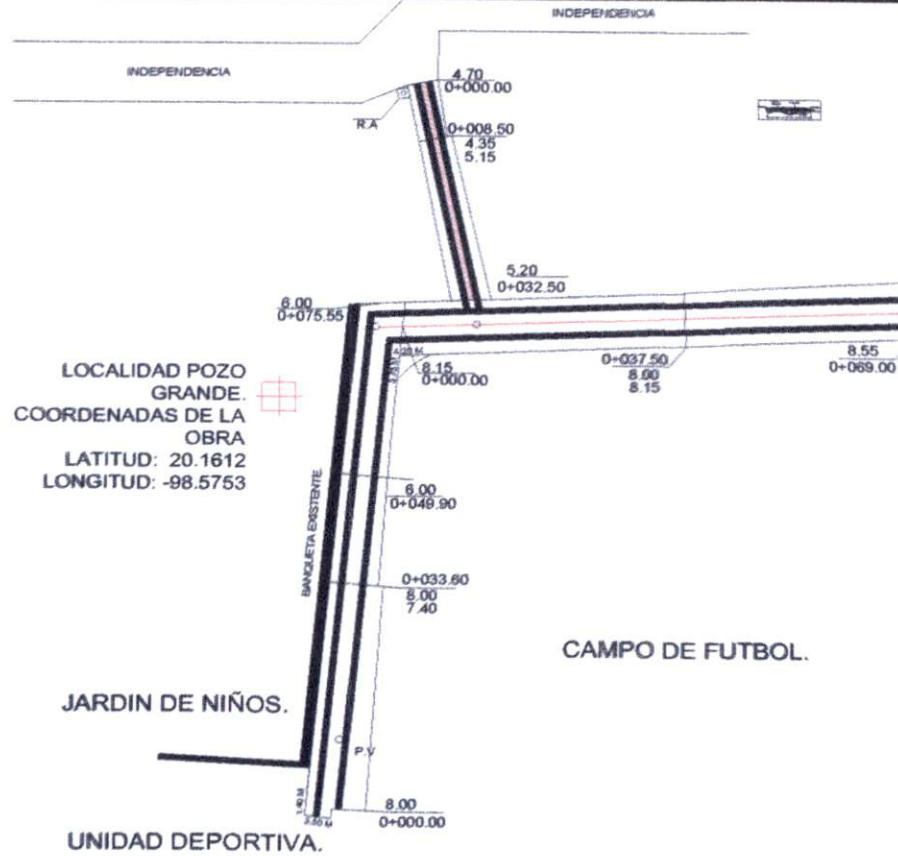 INDEPENDENCIA
INDEPENDENCIA
4.70
0+000.00
R.A
0+008.50
4.35
5.15
5.20
0+032.50
6.00
0+075.55
8.15
0+000.00
0+037.50
8.00
8.15
8.55
0+069.00
LOCALIDAD POZO
GRANDE.
COORDENADAS DE LA
OBRA
LATITUD: 20.1612
LONGITUD: -98.5753
BANQUETA EXISTENTE.
6.00
0+049.90
0+033.60
8.00
7.40
CAMPO DE FUTBOL.
JARDIN DE NIÑOS.
P.V
1.40 M
8.00
0+000.00
UNIDAD DEPORTIVA.